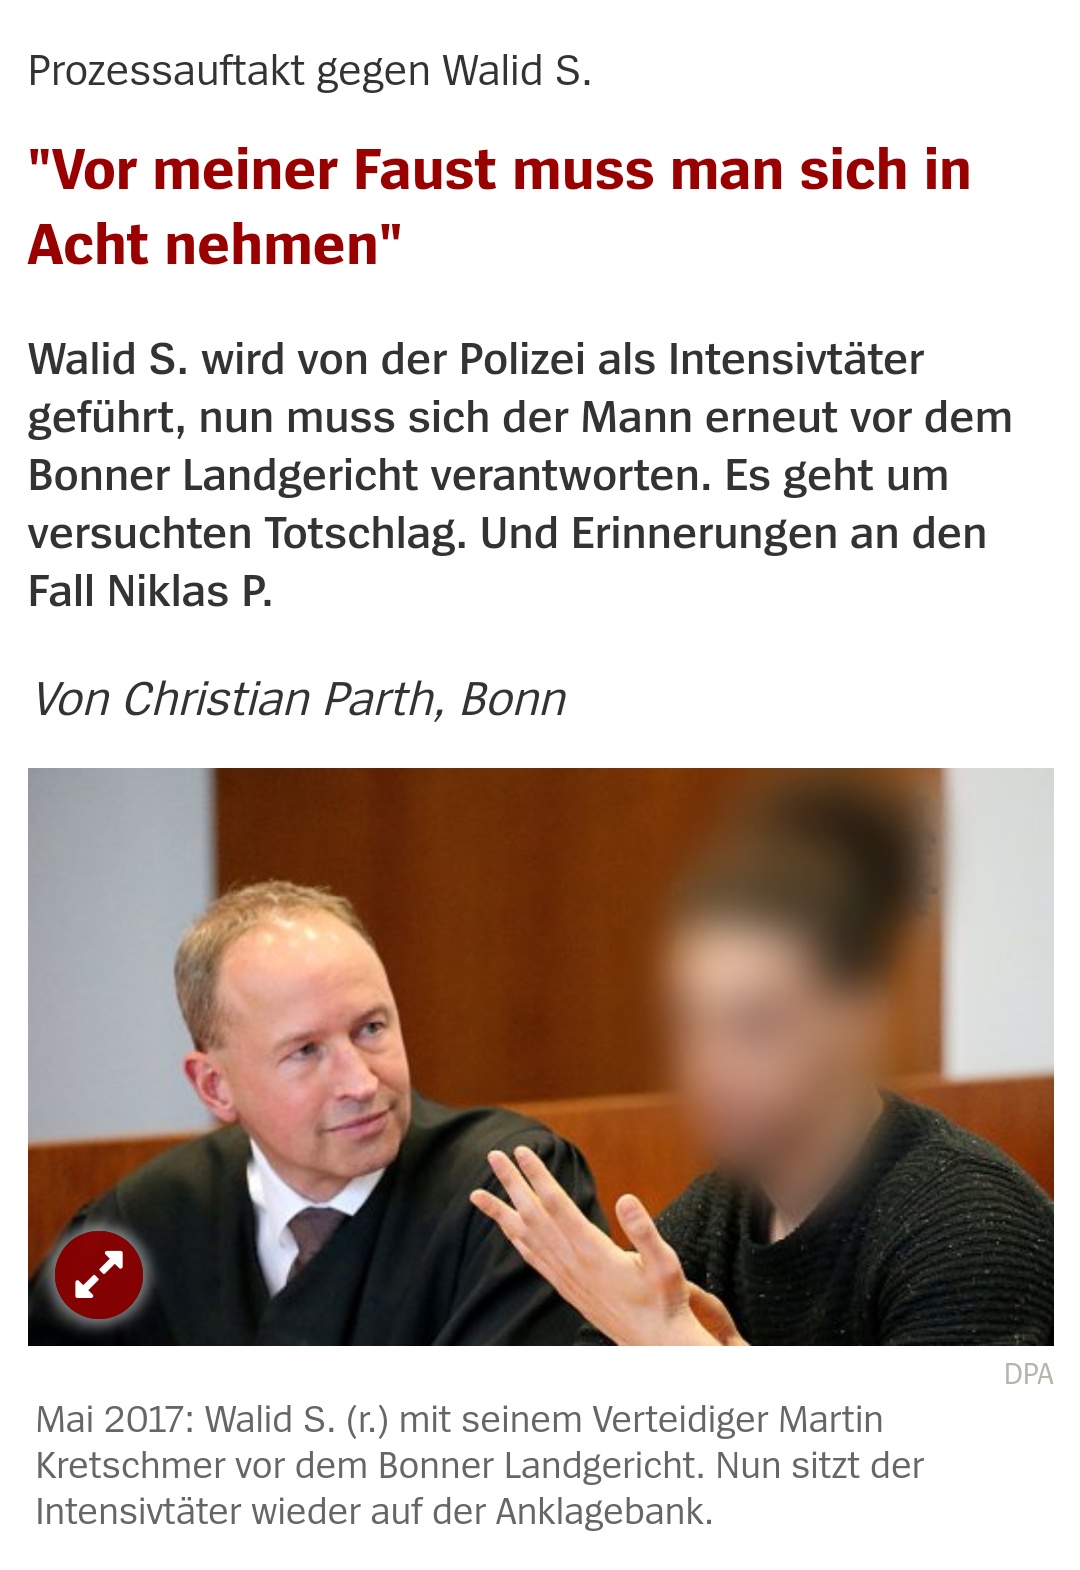 Prozessauftakt gegen Walid S.
"Vor meiner Faust muss man sich in
Acht nehmen"
Walid S. wird von der Polizei als Intensivtäter
geführt, nun muss sich der Mann erneut vor dem
Bonner Landgericht verantworten. Es geht um
versuchten Totschlag. Und Erinnerungen an den
Fall Niklas P.
Von Christian Parth, Bonn
DPA
Mai 2017: Walid S. (r.) mit seinem Verteidiger Martin
Kretschmer vor dem Bonner Landgericht. Nun sitzt der
Intensivtäter wieder auf der Anklagebank.